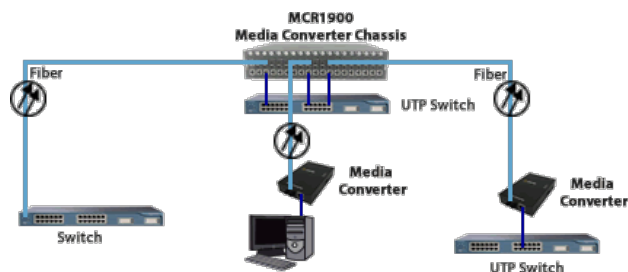 MCR1900
Media Converter Chassis
Fiber
Fiber
UTP Switch
Media
Converter
Media
Converter
Switch
UTP Switch